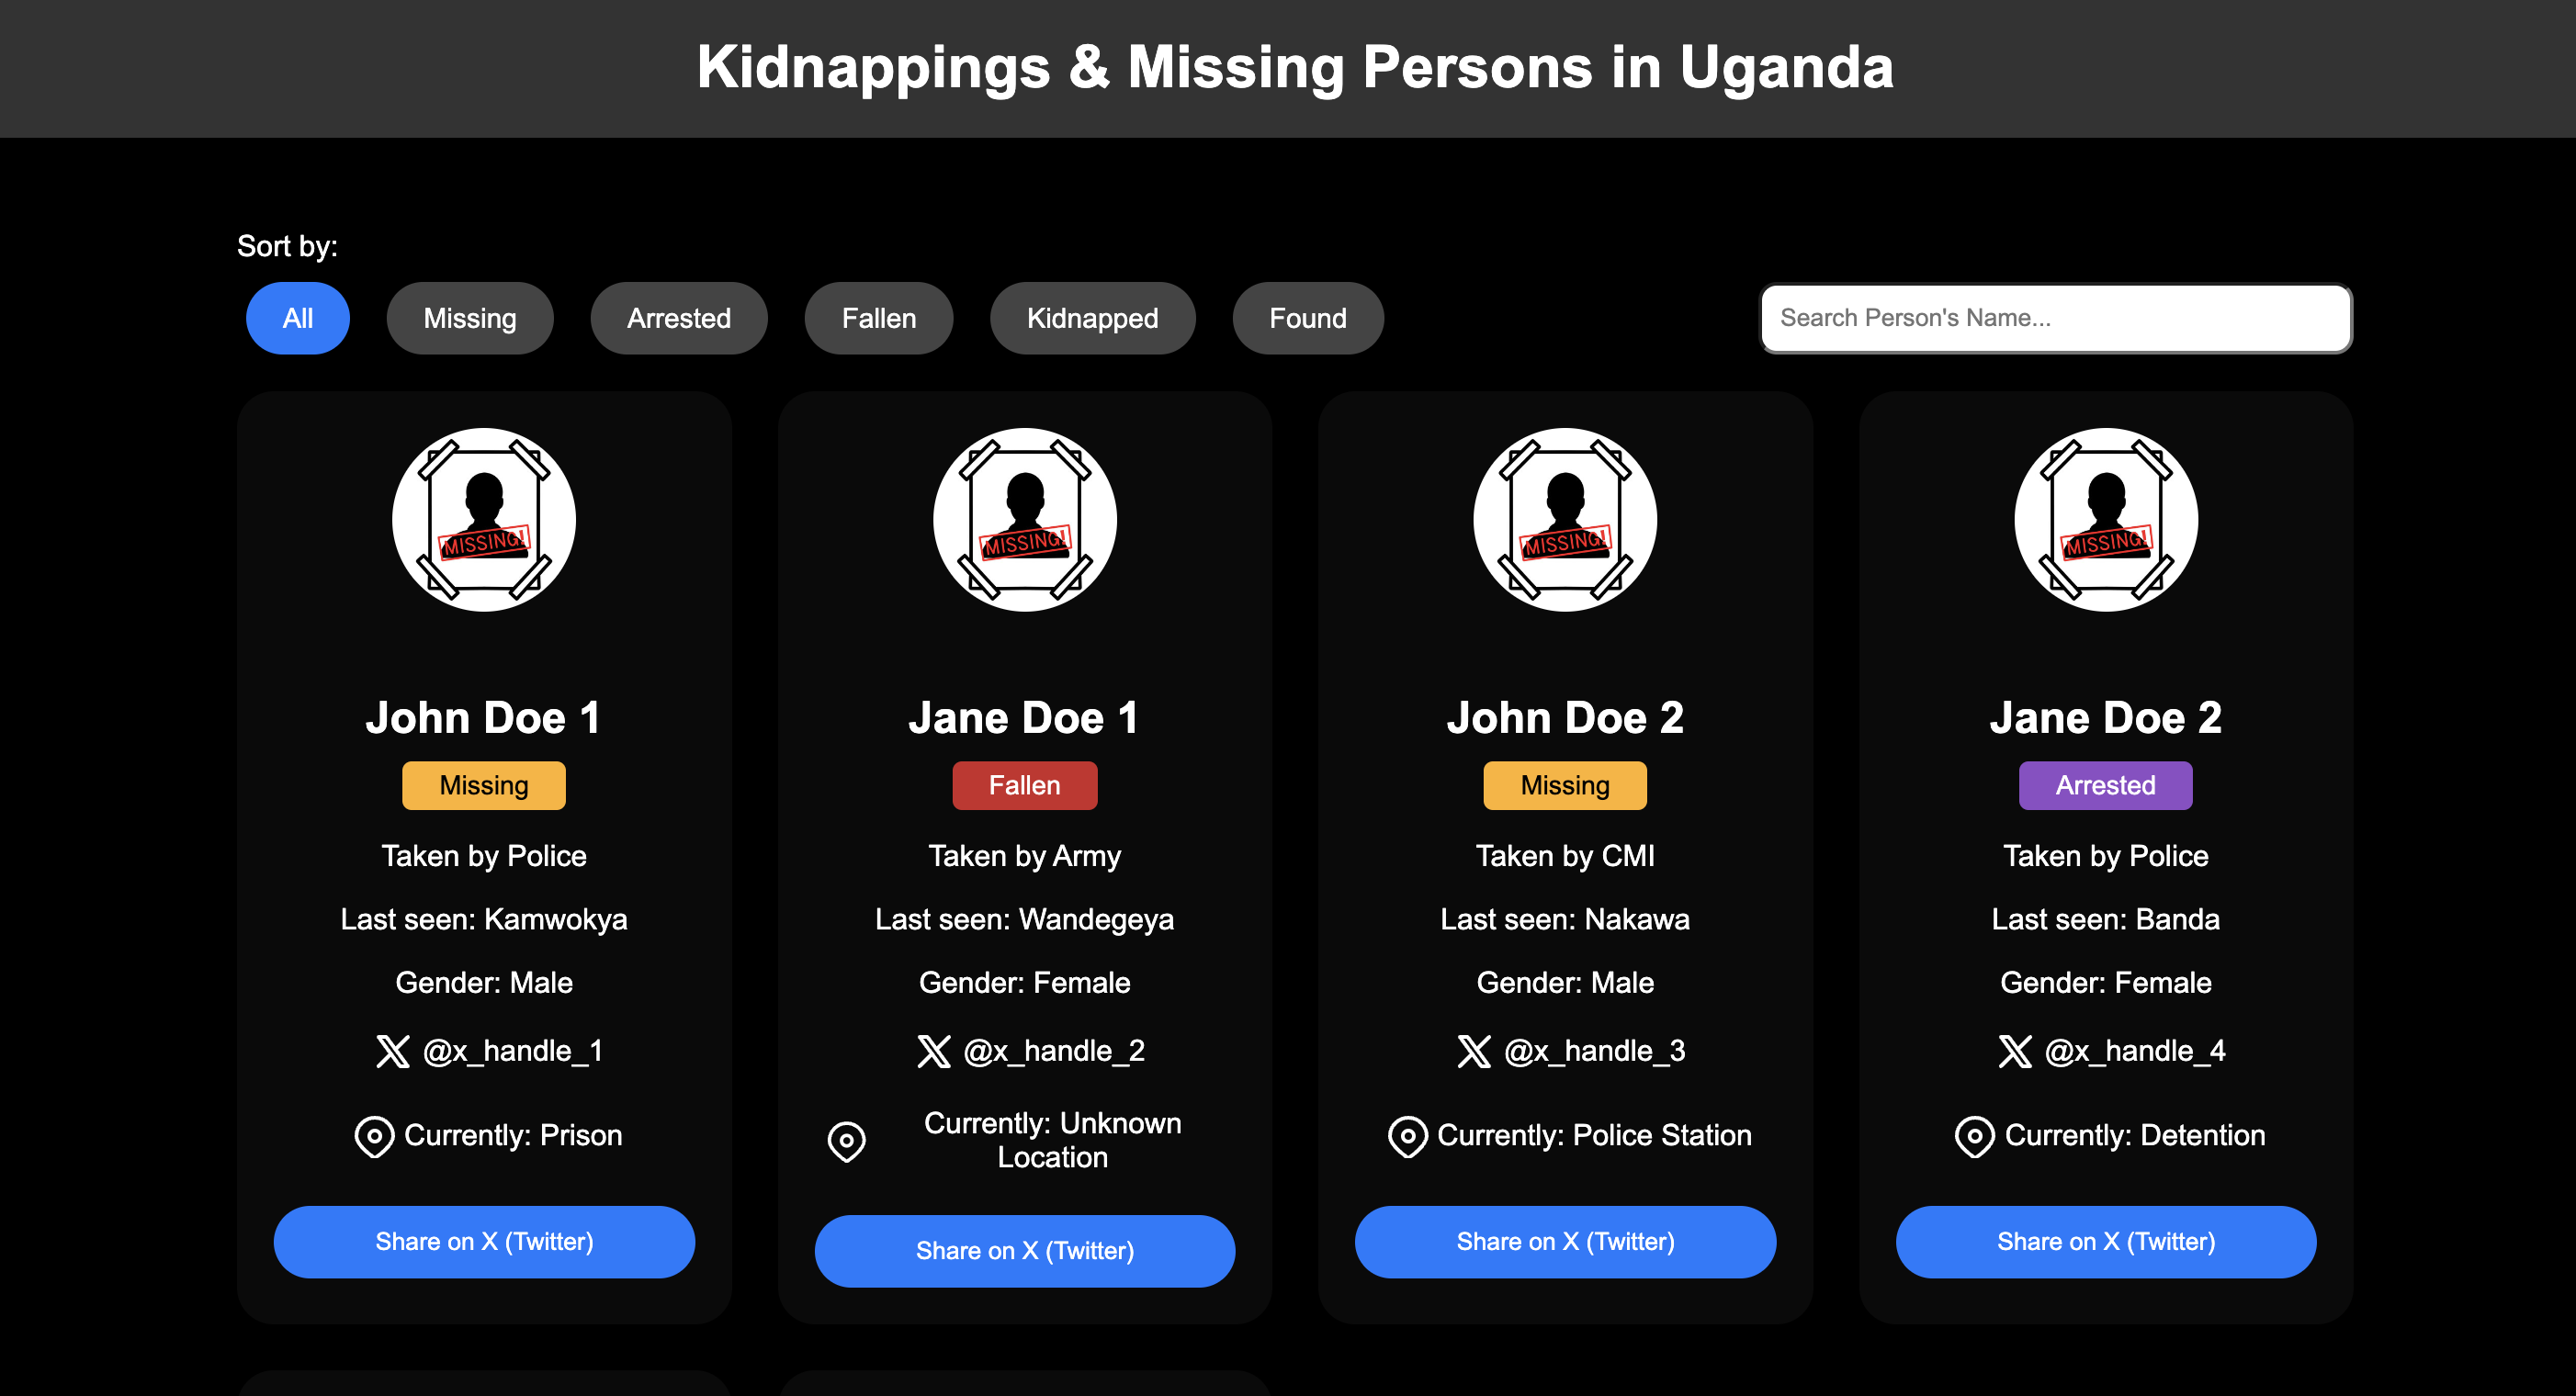 Kidnappings & Missing Persons in Uganda
Sort by:
All
Missing
Arrested
Fallen
Kidnapped
Found
Search Person's Name...
MISSING!
John Doe 1
Missing
Taken by Police
Last seen: Kamwokya
Gender: Male
@x_handle_1
Currently: Prison
Share on X (Twitter)
MISSING!
Jane Doe 1
Fallen
Taken by Army
Last seen: Wandegeya
Gender: Female
@x_handle_2
Currently: Unknown
Location
Share on X (Twitter)
MISSING!
John Doe 2
Missing
Taken by CMI
Last seen: Nakawa
Gender: Male
@x_handle_3
Currently: Police Station
Share on X (Twitter)
MISSING!
Jane Doe 2
Arrested
Taken by Police
Last seen: Banda
Gender: Female
@x_handle_4
Currently: Detention
Share on X (Twitter)